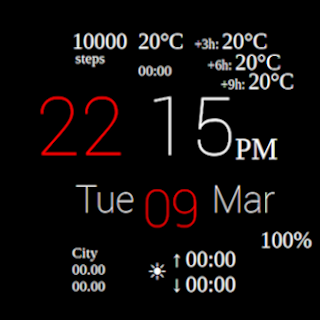 10000 20°C +3h: 20°C
steps +6h: 20°C
00:00 +9h: 20°C
22 15 PM
Tue 09 Mar
100%
City ↑ 00:00
00.00
00.00 ↓ 00:00